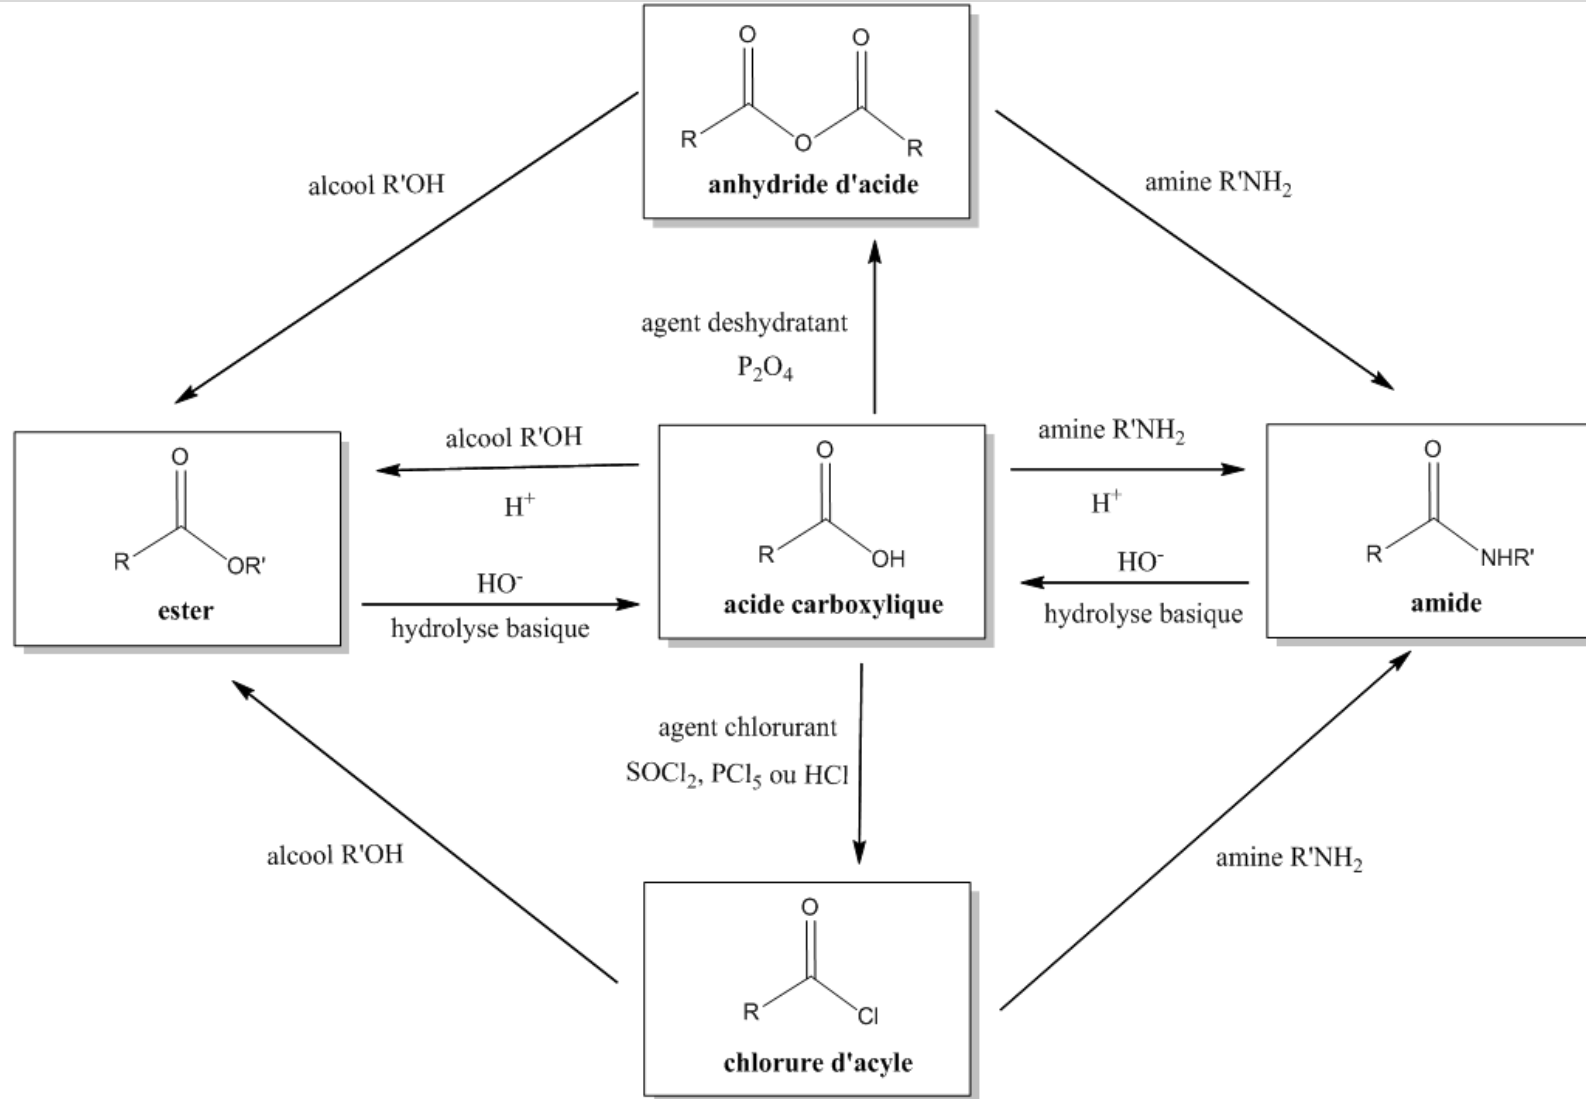 O O
R O R
anhydride d'acide
alcool R'OH
amine R'NH₂
agent deshydratant
P₂O₄
alcool R'OH
H⁺
amine R'NH₂
H⁺
O
R OR'
ester
O
R OH
acide carboxylique
O
R NHR'
amide
HO⁻
hydrolyse basique
HO⁻
hydrolyse basique
agent chlorurant
SOCl₂, PCl₅ ou HCl
alcool R'OH
amine R'NH₂
O
R Cl
chlorure d'acyle